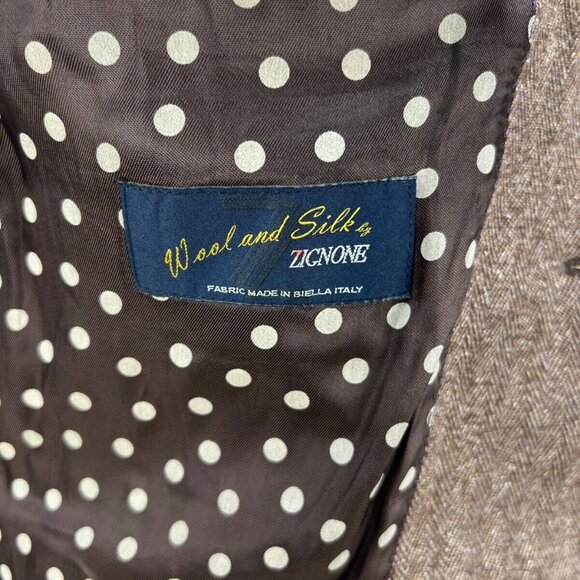 Wool and Silk by
ZIGNONE
FABRIC MADE IN BIELLA ITALY